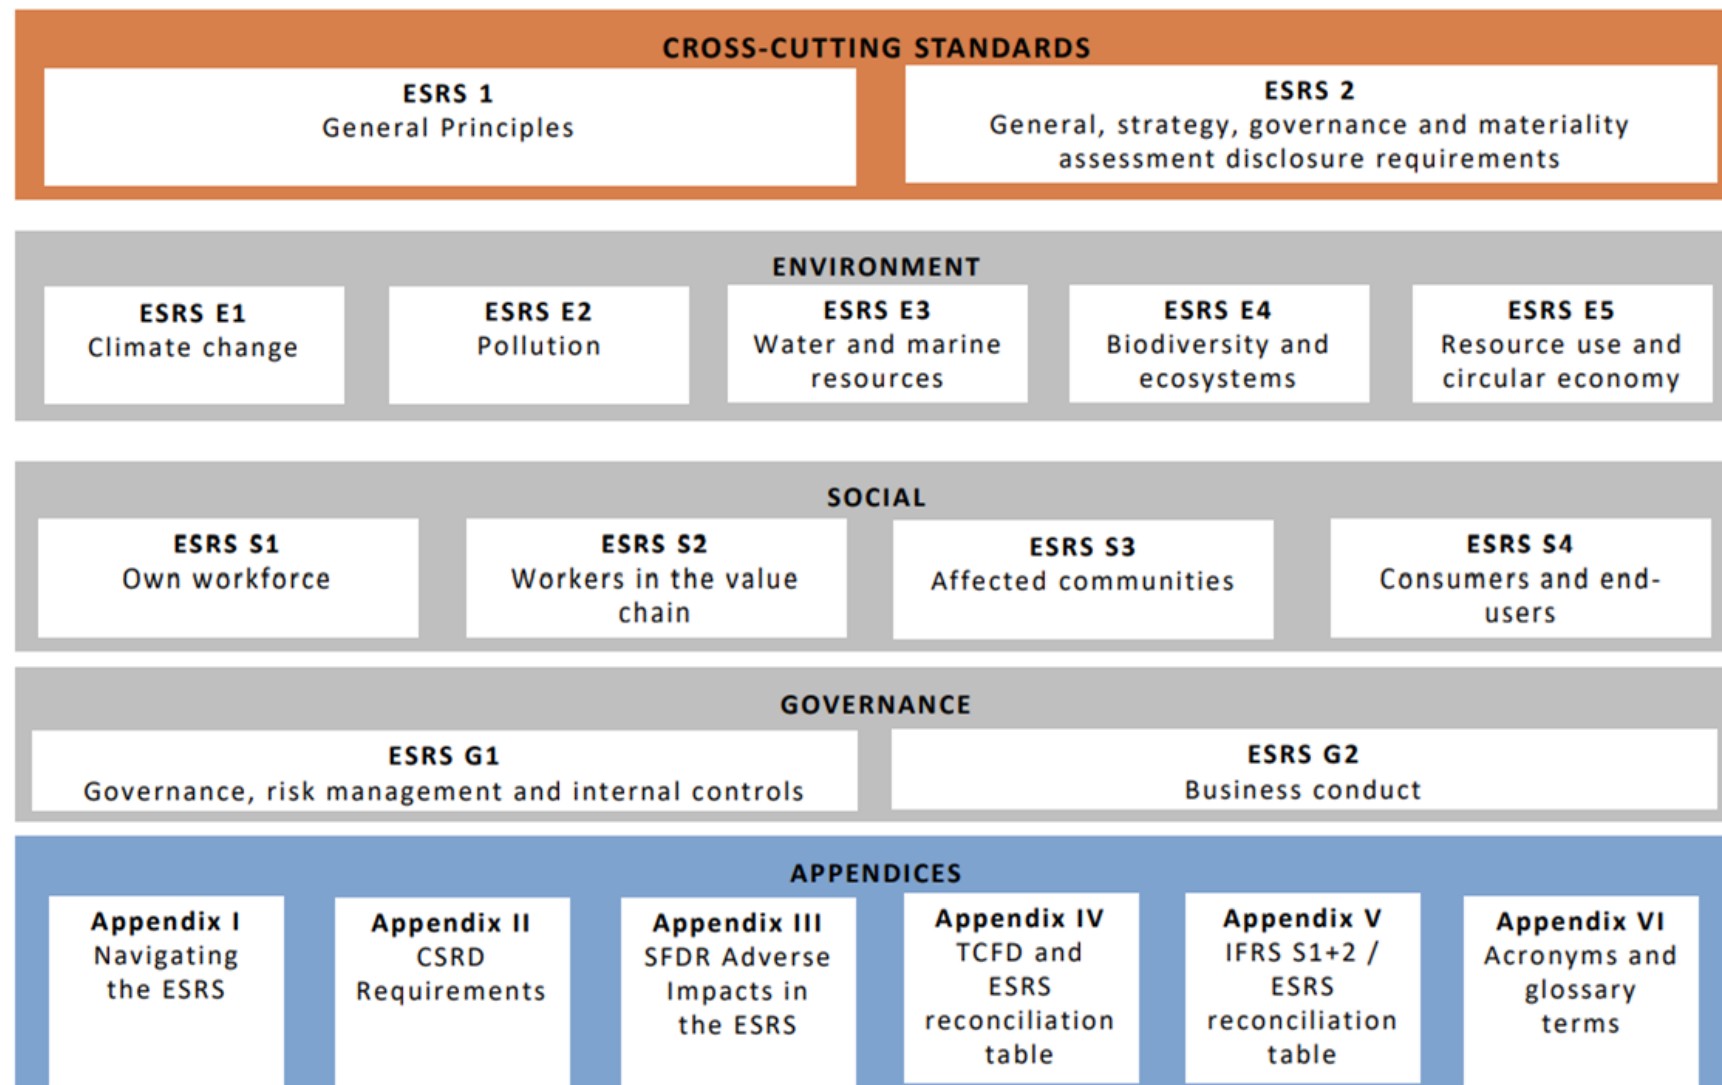 CROSS-CUTTING STANDARDS
ESRS 1
General Principles
ESRS 2
General, strategy, governance and materiality
assessment disclosure requirements
ENVIRONMENT
ESRS E1
Climate change
ESRS E2
Pollution
ESRS E3
Water and marine
resources
ESRS E4
Biodiversity and
ecosystems
ESRS E5
Resource use and
circular economy
SOCIAL
ESRS S1
Own workforce
ESRS S2
Workers in the value
chain
ESRS S3
Affected communities
ESRS S4
Consumers and end-
users
GOVERNANCE
ESRS G1
Governance, risk management and internal controls
ESRS G2
Business conduct
APPENDICES
Appendix I
Navigating
the ESRS
Appendix II
CSRD
Requirements
Appendix III
SFDR Adverse
Impacts in
the ESRS
Appendix IV
TCFD and
ESRS
reconciliation
table
Appendix V
IFRS S1+2 /
ESRS
reconciliation
table
Appendix VI
Acronyms and
glossary
terms